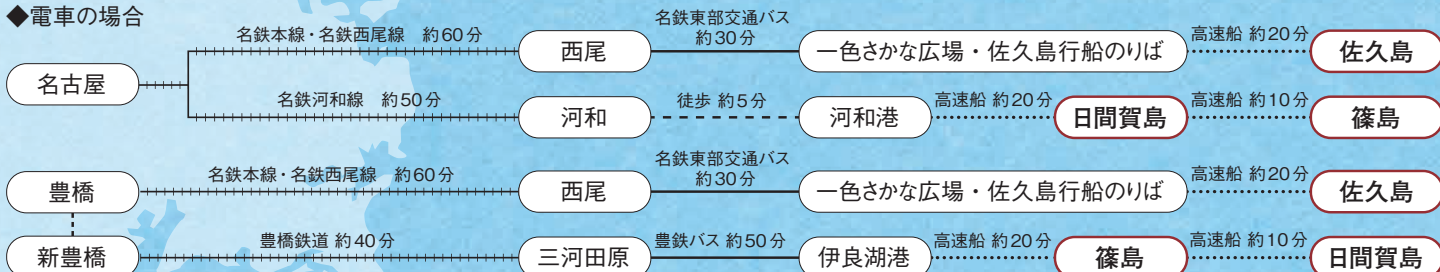 ◆電車の場合
名古屋
名鉄本線・名鉄西尾線 約60分
西尾
名鉄東部交通バス
約30分
一色さかな広場・佐久島行船のりば
高速船 約20分
佐久島
名鉄河和線 約50分
河和
徒歩 約5分
河和港
高速船 約20分
日間賀島
高速船 約10分
篠島
豊橋
名鉄本線・名鉄西尾線 約60分
西尾
名鉄東部交通バス
約30分
一色さかな広場・佐久島行船のりば
高速船 約20分
佐久島
新豊橋
豊橋鉄道 約40分
三河田原
豊鉄バス 約50分
伊良湖港
高速船 約20分
篠島
高速船 約10分
日間賀島